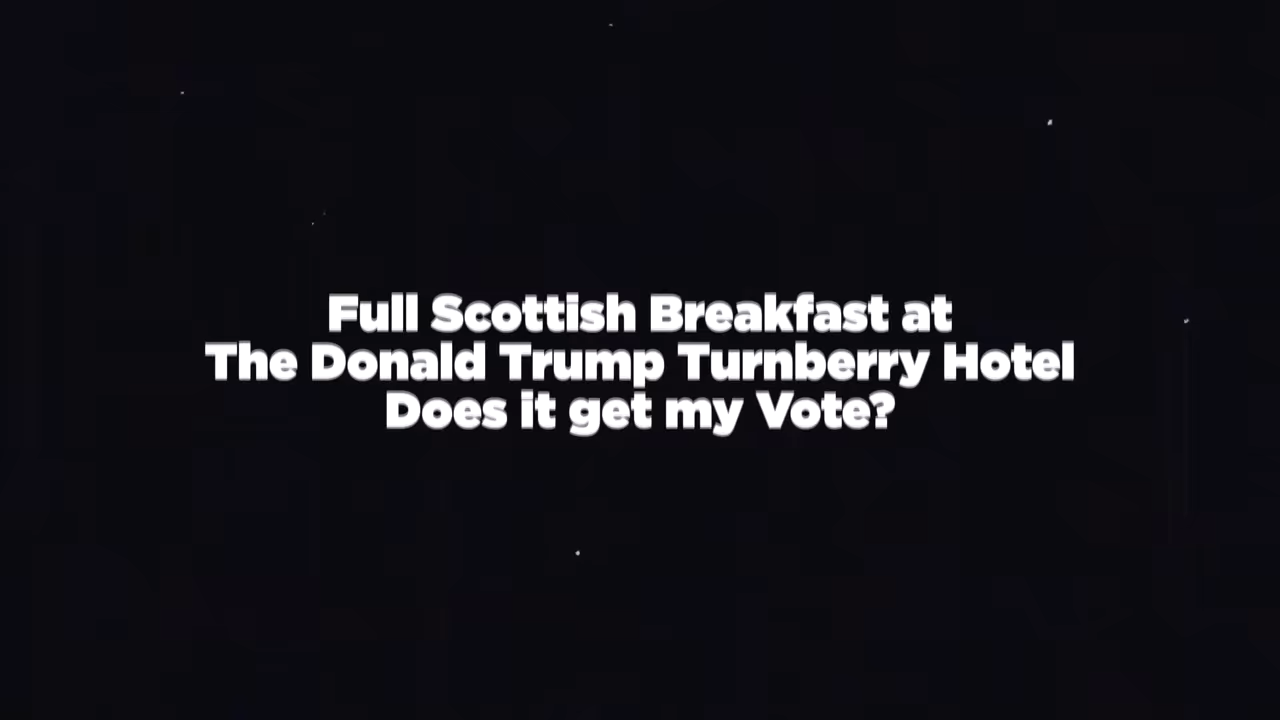 Full Scottish Breakfast at
The Donald Trump Turnberry Hotel
Does it get my Vote?